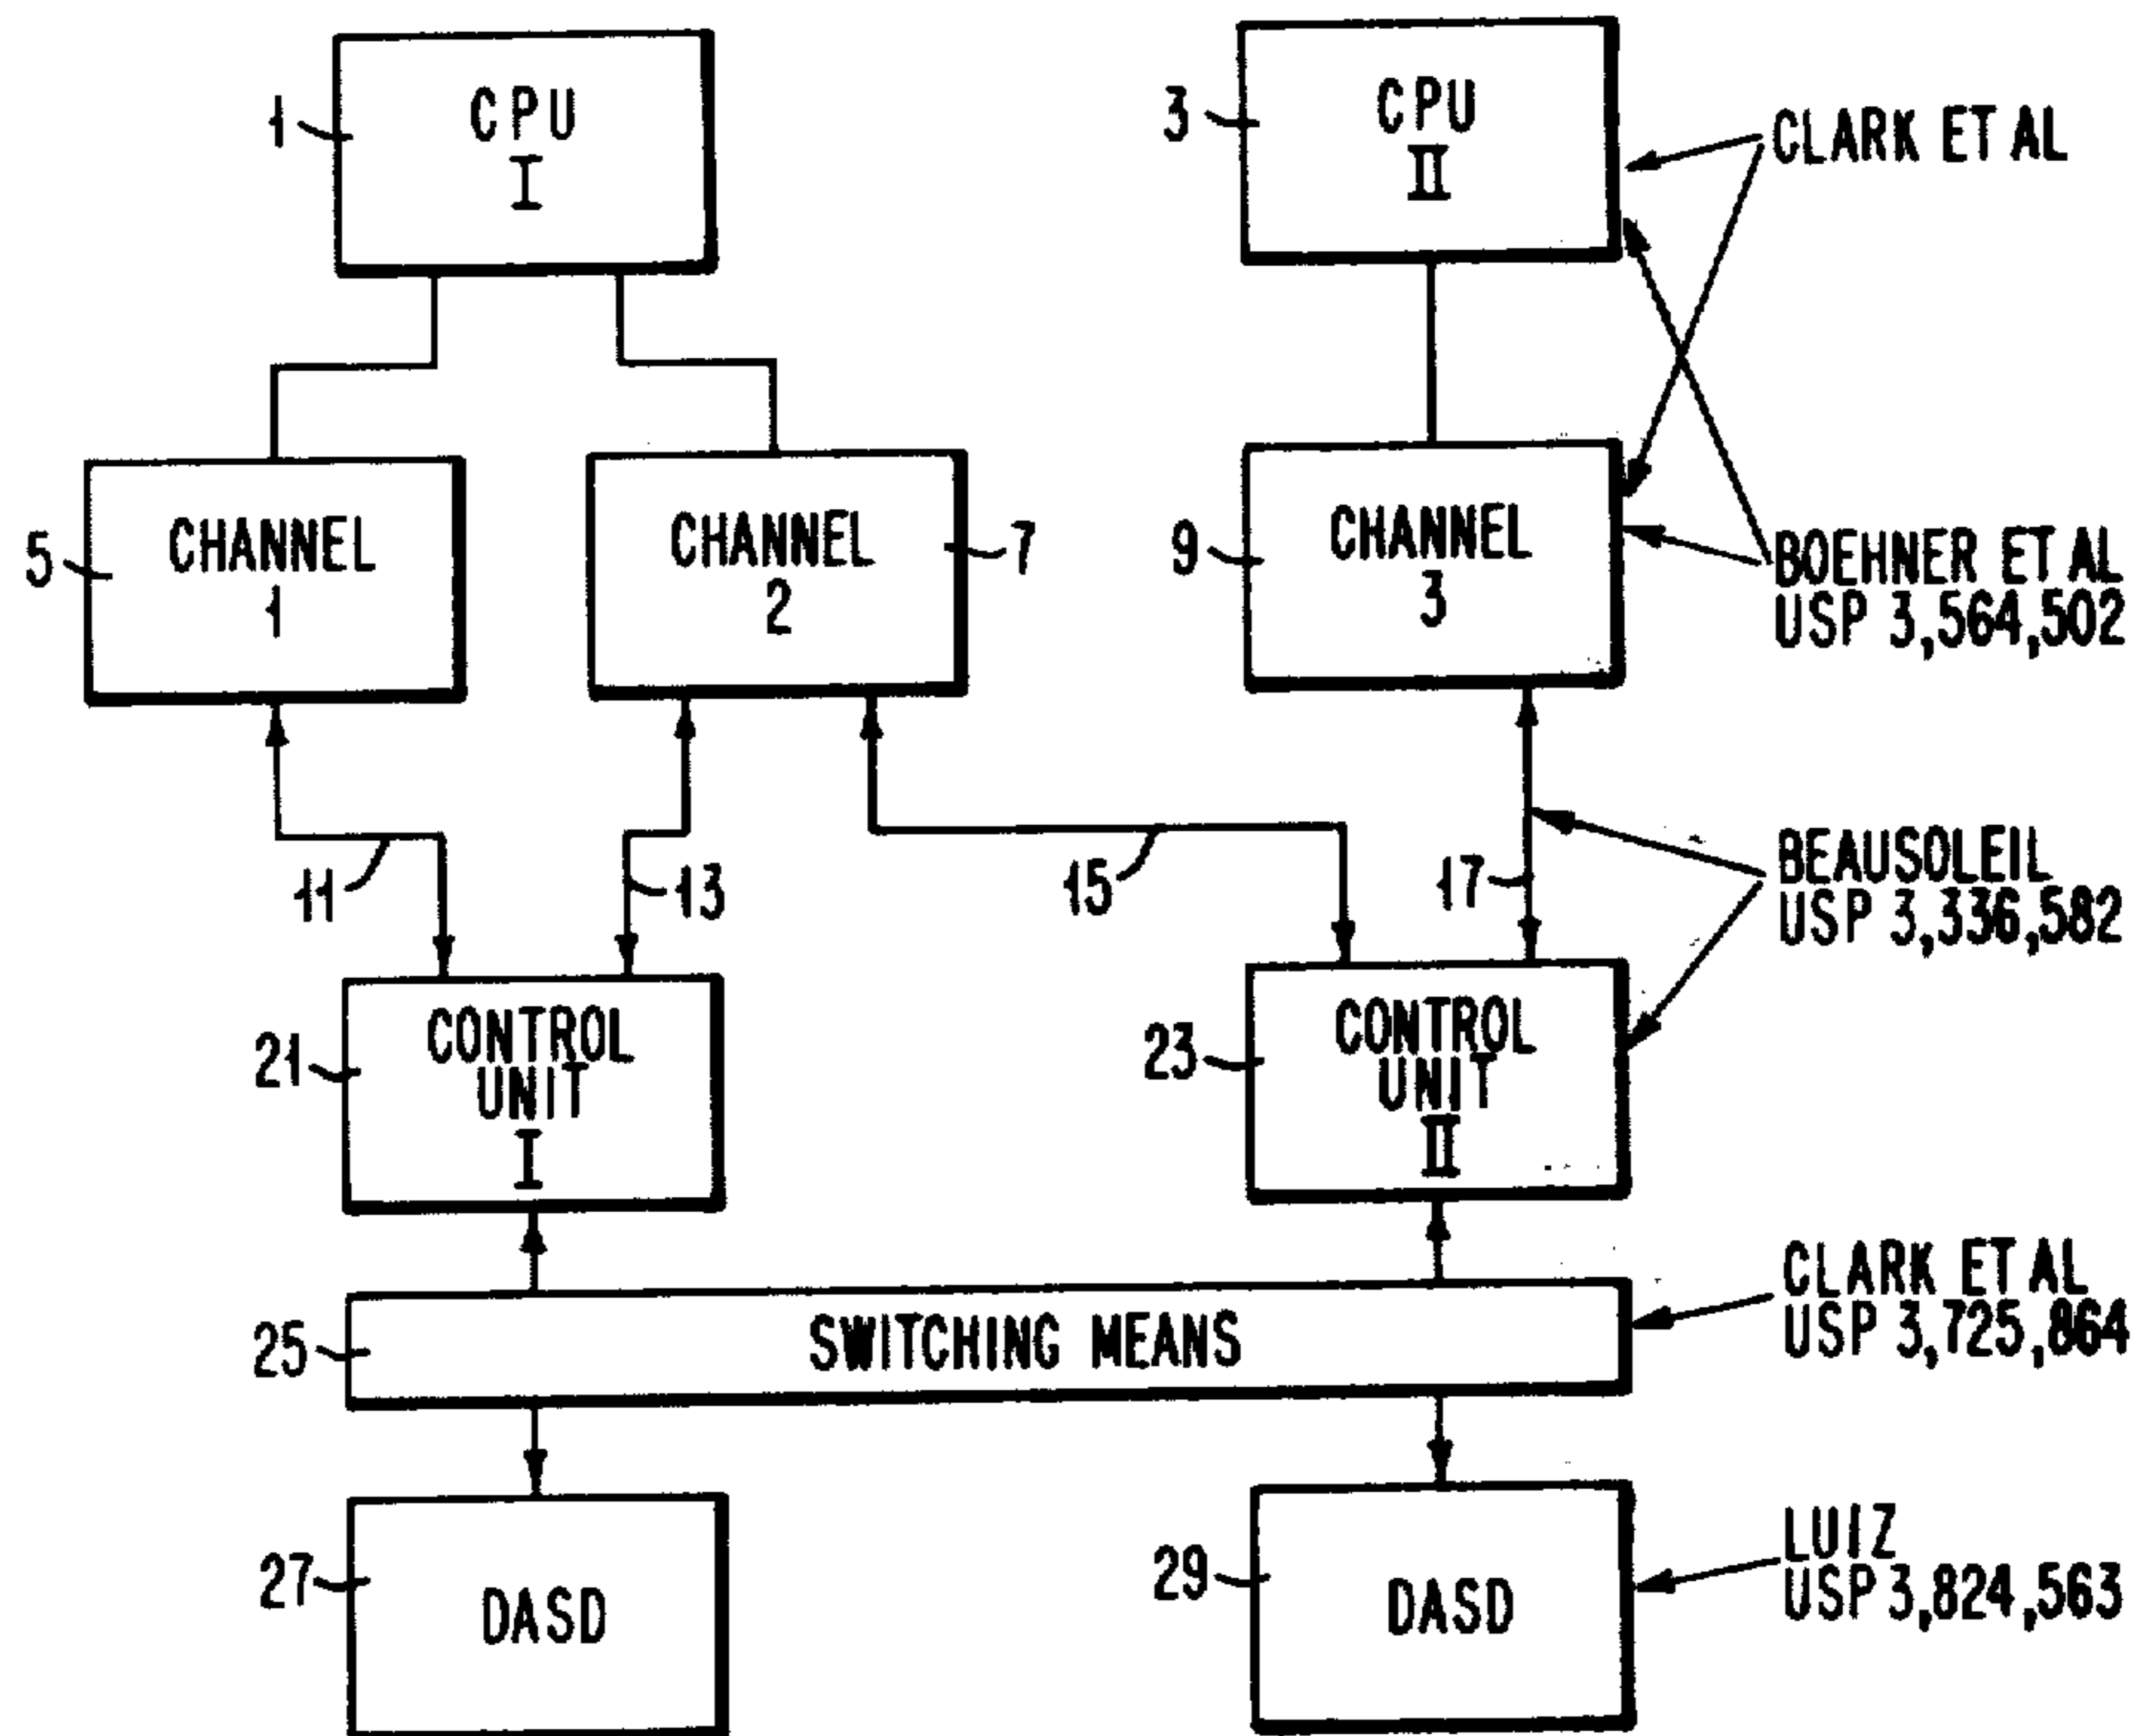 1
CPU
I
3
CPU
II
CLARK ET AL
5
CHANNEL
1
CHANNEL
2
7
9
CHANNEL
3
BOEHNER ET AL
USP 3,564,502
11
13
15
17
BEAUSOLEIL
USP 3,336,582
21
CONTROL
UNIT
I
23
CONTROL
UNIT
II
25
SWITCHING MEANS
CLARK ET AL
USP 3,725,864
27
DASD
29
DASD
LUIZ
USP 3,824,563